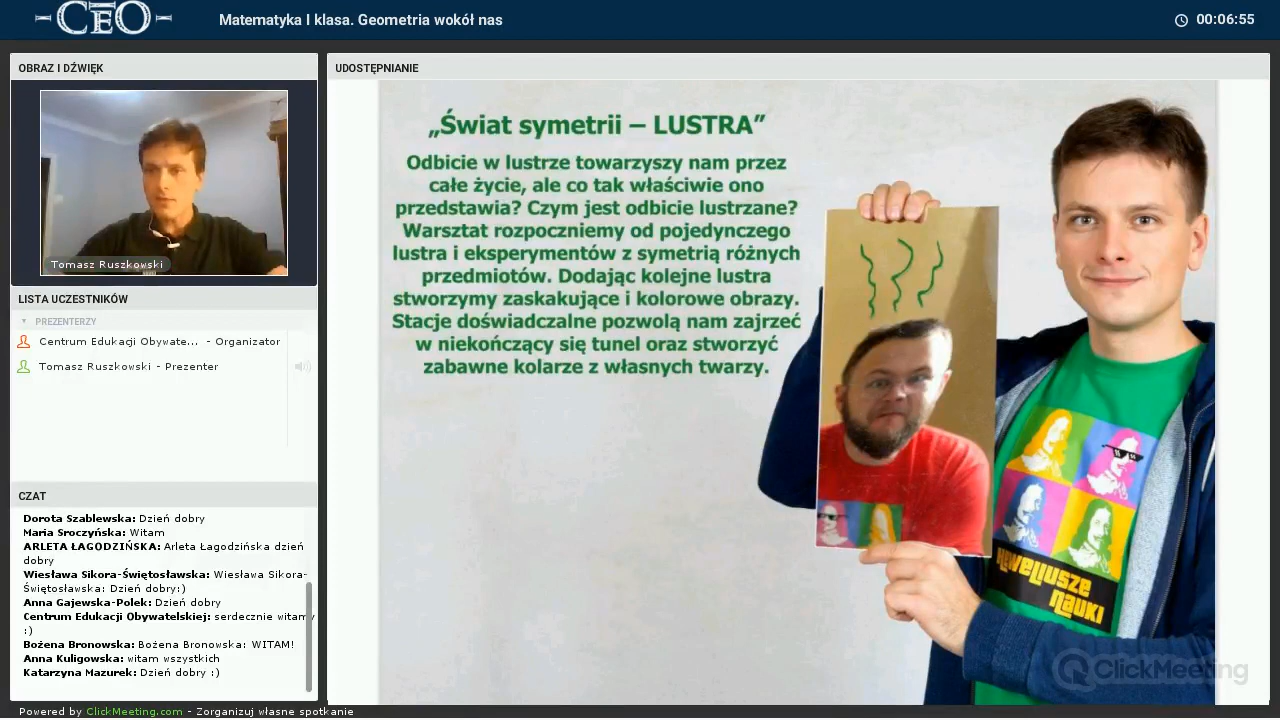 CEO
Matematyka I klasa. Geometria wokół nas
00:06:55
OBRAZ I DŹWIĘK
Tomasz Ruszkowski
LISTA UCZESTNIKÓW
PREZENTERZY
Centrum Edukacji Obywate... - Organizator
Tomasz Ruszkowski - Prezenter
CZAT
Dorota Szablewska: Dzień dobry
Maria Sroczyńska: Witam
ARLETA ŁAGODZIŃSKA: Arleta Łagodzińska dzień
dobry
Wiesława Sikora-Świętosławska: Wiesława Sikora-
Świętosławska: Dzień dobry:)
Anna Gajewska-Polek: Dzień dobry
Centrum Edukacji Obywatelskiej: serdecznie witamy
:)
Bożena Bronowska: Bożena Bronowska: WITAM!
Anna Kuligowska: witam wszystkich
Katarzyna Mazurek: Dzień dobry :)
UDOSTĘPNIANIE
„Świat symetrii – LUSTRA”
Odbicie w lustrze towarzyszy nam przez
całe życie, ale co tak właściwie ono
przedstawia? Czym jest odbicie lustrzane?
Warsztat rozpoczniemy od pojedynczego
lustra i eksperymentów z symetrią różnych
przedmiotów. Dodając kolejne lustra
stworzymy zaskakujące i kolorowe obrazy.
Stacje doświadczalne pozwolą nam zajrzeć
w niekończący się tunel oraz stworzyć
zabawne kolarze z własnych twarzy.
Heweliusze
nauki
ClickMeeting
Powered by ClickMeeting.com - Zorganizuj własne spotkanie